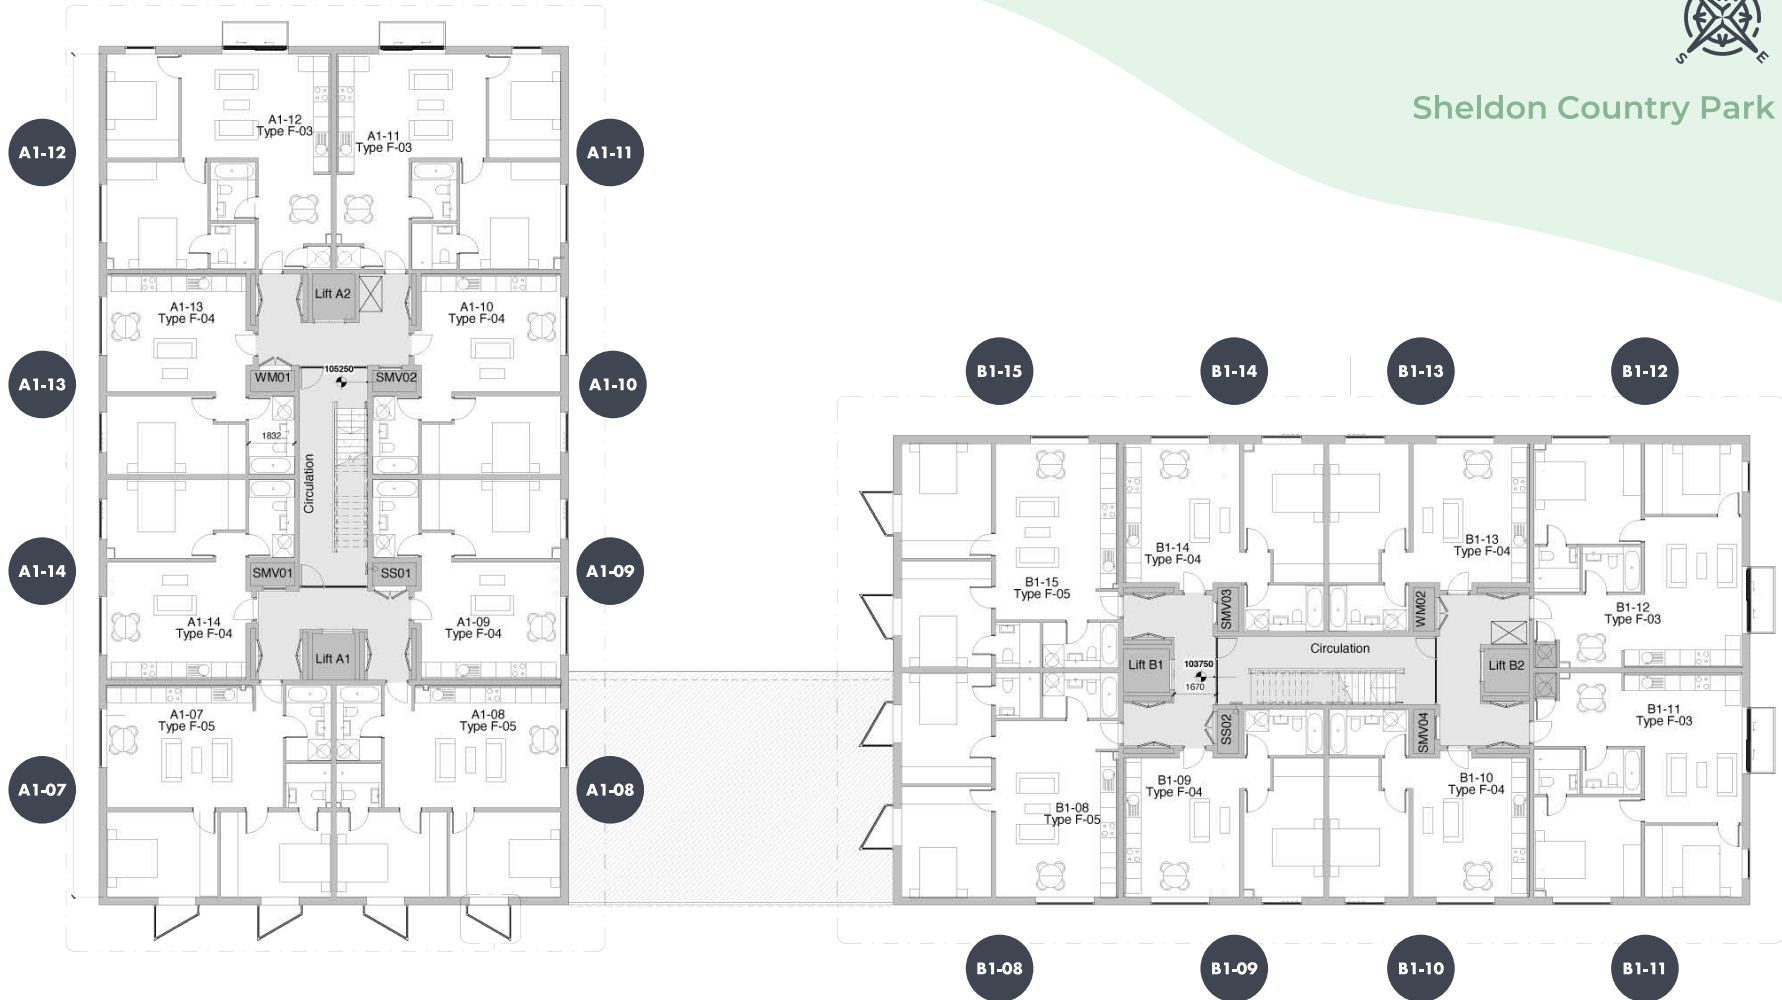 S
E
Sheldon Country Park
A1-12
A1-12
Type F-03
A1-11
Type F-03
A1-11
Lift A2
A1-13
Type F-04
A1-10
Type F-04
A1-13
WM01
105250
SMV02
A1-10
1832
Circulation
A1-14
SMV01
SS01
A1-09
A1-14
Type F-04
A1-09
Type F-04
Lift A1
A1-07
Type F-05
A1-08
Type F-05
A1-07
A1-08
B1-15
B1-14
B1-13
B1-12
B1-15
Type F-05
B1-14
Type F-04
B1-13
Type F-04
B1-12
Type F-03
SMV03
WM02
Circulation
Lift B1
103750
1670
Lift B2
SS02
SMV04
B1-11
Type F-03
B1-08
Type F-05
B1-09
Type F-04
B1-10
Type F-04
B1-08
B1-09
B1-10
B1-11